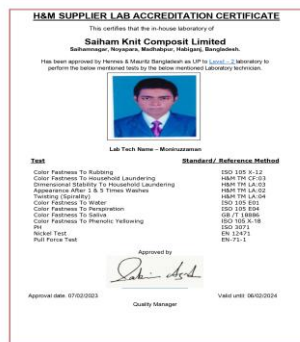 H&M SUPPLIER LAB ACCREDITATION CERTIFICATE
This certifies that the in-house laboratory of
Saiham Knit Composit Limited
Saihamnagar, Noyapara, Madhabpur, Habiganj, Bangladesh.
Has been approved by Hennes & Mauritz Bangladesh as UP to Level – 2 laboratory to
perform the below mentioned tests by the below mentioned Laboratory technician.
Lab Tech Name – Moniruzzaman
Test Standard/ Reference Method
Color Fastness To Rubbing ISO 105 X-12
Color Fastness To Household Laundering H&M TM CF:03
Dimensional Stability To Household Laundering H&M TM LA:03
Appearance After 1 & 5 Times Washes H&M TM LA:02
Twisting (Spirality) H&M TM LA:04
Color Fastness To Water ISO 105 E01
Color Fastness To Perspiration ISO 105 E04
Color Fastness To Saliva GB /T 18886
Color Fastness To Phenolic Yellowing ISO 105 X-18
PH ISO 3071
Nickel Test EN 12471
Pull Force Test EN-71-1
Approved by
Approval date. 07/02/2023 Valid until: 06/02/2024
Quality Manager